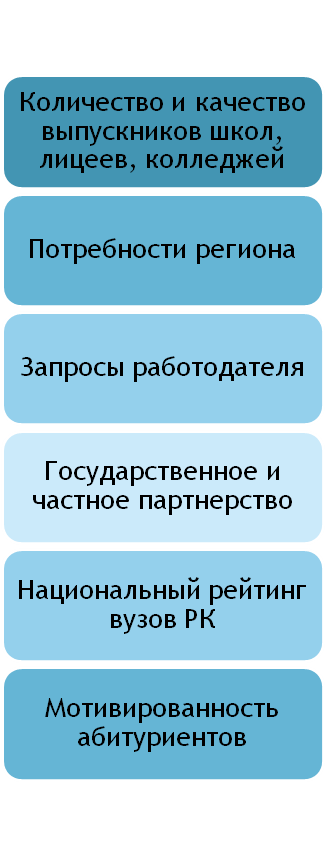 Количество и качество
выпускников школ,
лицеев, колледжей
Потребности региона
Запросы работодателя
Государственное и
частное партнерство
Национальный рейтинг
вузов РК
Мотивированность
абитуриентов